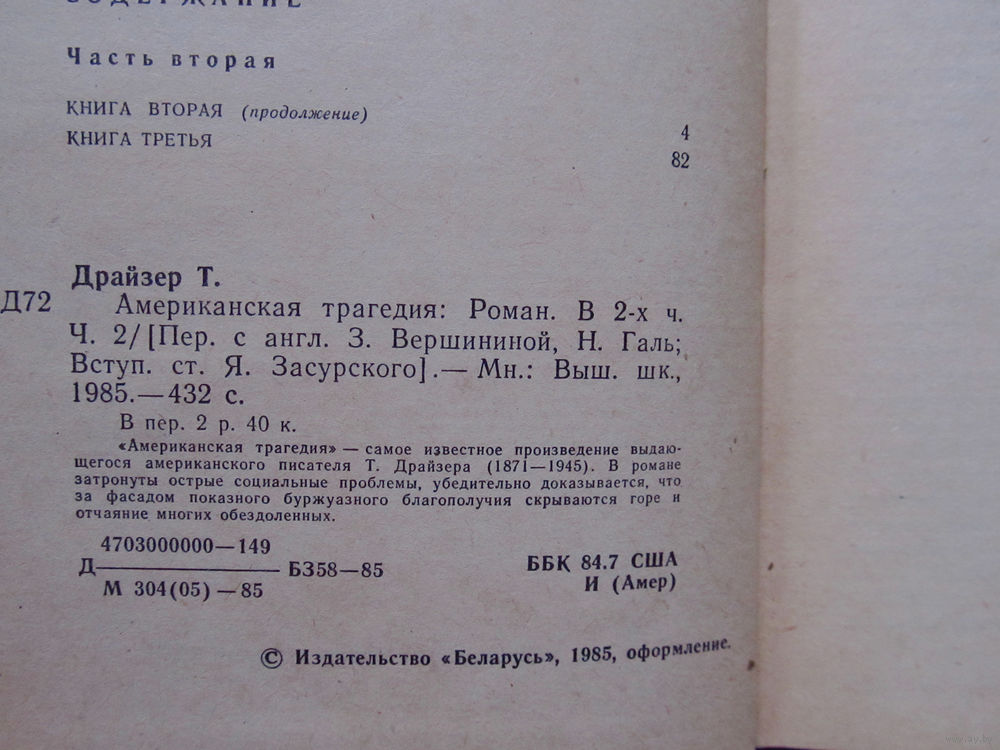 СОДЕРЖАНИЕ
Часть вторая
КНИГА ВТОРАЯ (продолжение) 4
КНИГА ТРЕТЬЯ 82
Драйзер Т.
Д72 Американская трагедия: Роман. В 2-х ч.
Ч. 2/[Пер. с англ. З. Вершининой, Н. Галь;
Вступ. ст. Я. Засурского].— Мн.: Выш. шк.,
1985.—432 с.
В пер. 2 р. 40 к.
«Американская трагедия» — самое известное произведение выдаю-
щегося американского писателя Т. Драйзера (1871—1945). В романе
затронуты острые социальные проблемы, убедительно доказывается, что
за фасадом показного буржуазного благополучия скрываются горе и
отчаяние многих обездоленных.
4703000000—149
Д———— БЗ58—85
М 304(05)—85
ББК 84.7 США
И (Амер)
© Издательство «Беларусь», 1985, оформление.